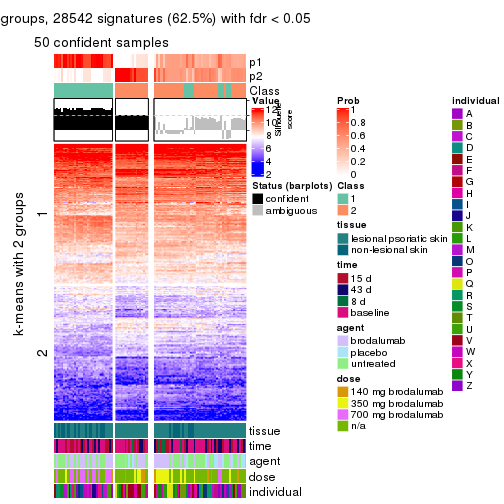 groups, 28542 signatures (62.5%) with fdr < 0.05
50 confident samples
p1
p2
Class
Silhouette
score
1
2
k-means with 2 groups
tissue
time
agent
dose
individual
Value
12
8
6
4
2
Status (barplots)
confident
ambiguous
Prob
1
0.8
0.6
0.4
0.2
0
Class
1
2
tissue
lesional psoriatic skin
non-lesional skin
time
15 d
43 d
8 d
baseline
agent
brodalumab
placebo
untreated
dose
140 mg brodalumab
350 mg brodalumab
700 mg brodalumab
n/a
individual
A
B
C
D
E
F
G
H
I
J
K
L
M
O
P
Q
R
S
T
U
V
W
X
Y
Z